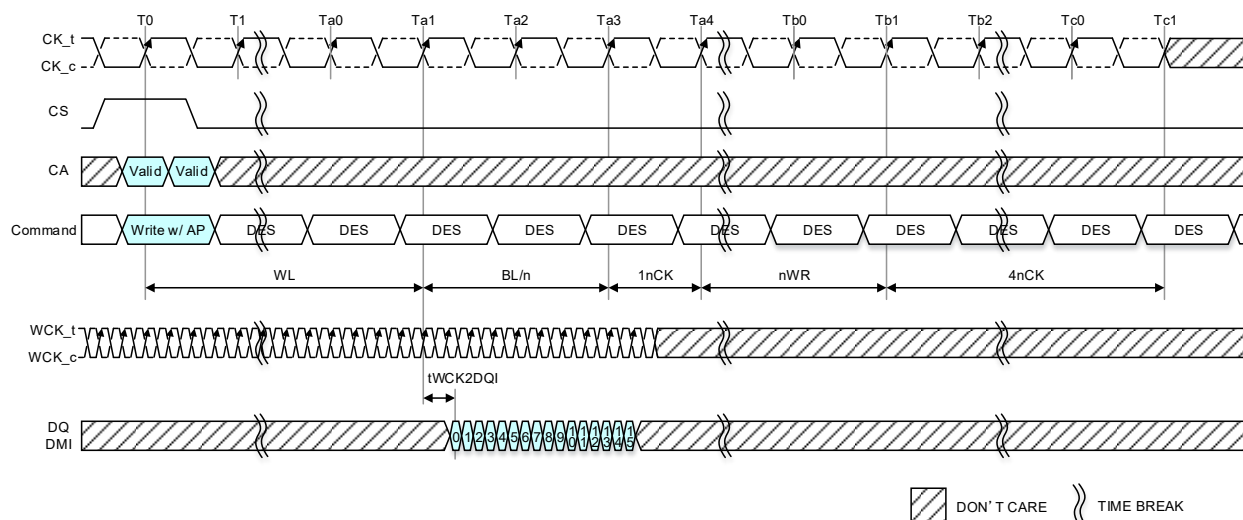 T0 T1 Ta0 Ta1 Ta2 Ta3 Ta4 Tb0 Tb1 Tb2 Tc0 Tc1
CK_t
CK_c
CS
CA Valid Valid
Command Write w/ AP DES DES DES DES DES DES DES DES DES DES DES
WL BL/n 1nCK nWR 4nCK
WCK_t
WCK_c
tWCK2DQI
DQ
DMI
0 1 2 3 4 5 6 7 8 9 10 11 12 13 14 15
DON'T CARE TIME BREAK